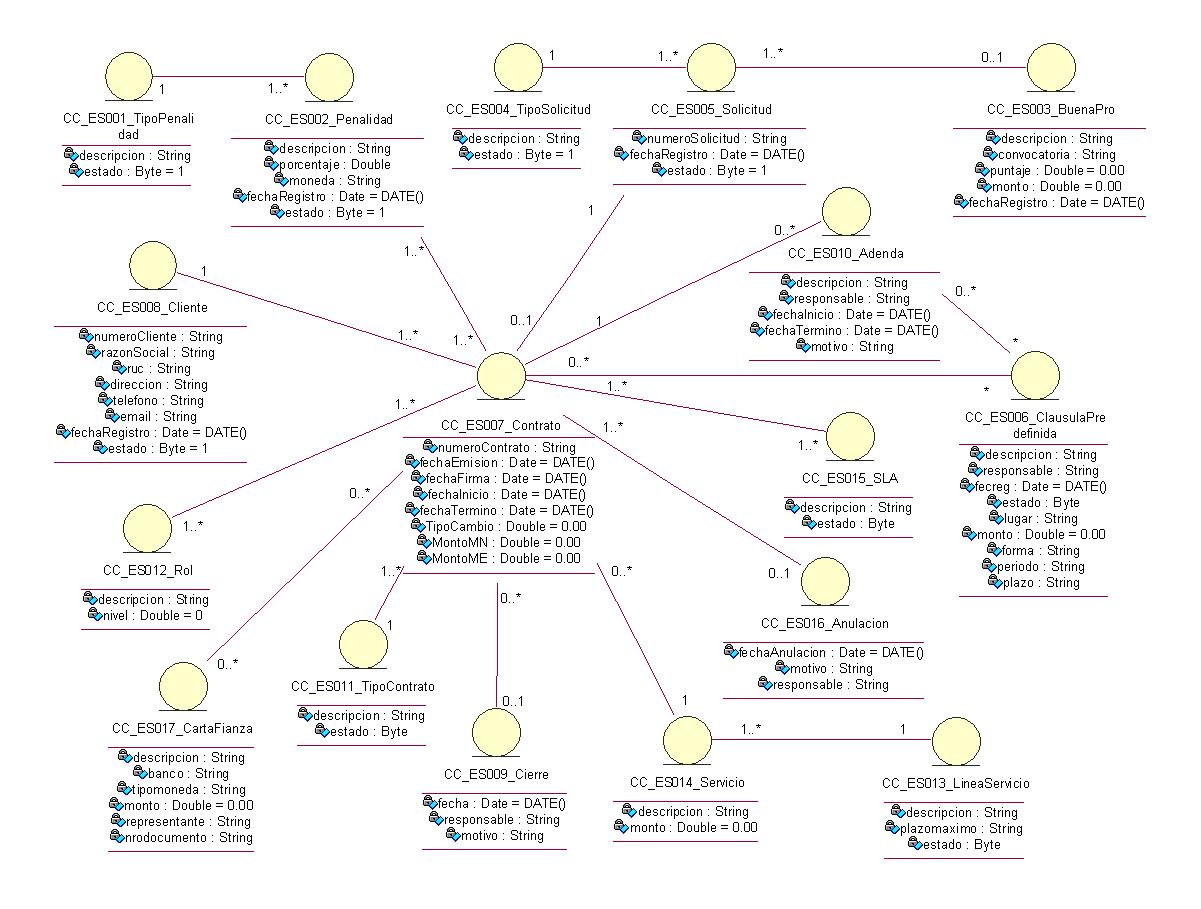 1
1..*
CC_ES001_TipoPenali
dad
descripcion : String
estado : Byte = 1
CC_ES002_Penalidad
descripcion : String
porcentaje : Double
moneda : String
fechaRegistro : Date = DATE()
estado : Byte = 1
1..*
1
1..*
CC_ES004_TipoSolicitud
descripcion : String
estado : Byte = 1
1..*
0..1
CC_ES005_Solicitud
numeroSolicitud : String
fechaRegistro : Date = DATE()
estado : Byte = 1
1
CC_ES003_BuenaPro
descripcion : String
convocatoria : String
puntaje : Double = 0.00
monto : Double = 0.00
fechaRegistro : Date = DATE()
0..*
CC_ES010_Adenda
descripcion : String
responsable : String
fechaInicio : Date = DATE()
fechaTermino : Date = DATE()
motivo : String
0..*
*
1
CC_ES008_Cliente
numeroCliente : String
razonSocial : String
ruc : String
direccion : String
telefono : String
email : String
fechaRegistro : Date = DATE()
estado : Byte = 1
1..*
1..*
0..1
1
0..*
1..*
*
1..*
1..*
CC_ES007_Contrato
numeroContrato : String
fechaEmision : Date = DATE()
fechaFirma : Date = DATE()
fechaInicio : Date = DATE()
fechaTermino : Date = DATE()
TipoCambio : Double = 0.00
MontoMN : Double = 0.00
MontoME : Double = 0.00
CC_ES006_ClausulaPre
definida
descripcion : String
responsable : String
fecreg : Date = DATE()
estado : Byte
lugar : String
monto : Double = 0.00
forma : String
periodo : String
plazo : String
1..*
CC_ES015_SLA
descripcion : String
estado : Byte
0..*
1..*
CC_ES012_Rol
descripcion : String
nivel : Double = 0
1..*
0..*
0..*
0..1
CC_ES016_Anulacion
fechaAnulacion : Date = DATE()
motivo : String
responsable : String
1
CC_ES011_TipoContrato
descripcion : String
estado : Byte
0..*
CC_ES017_CartaFianza
descripcion : String
banco : String
tipomoneda : String
monto : Double = 0.00
representante : String
nrodocumento : String
0..1
CC_ES009_Cierre
fecha : Date = DATE()
responsable : String
motivo : String
1
1..*
1
CC_ES014_Servicio
descripcion : String
monto : Double = 0.00
CC_ES013_LineaServicio
descripcion : String
plazomaximo : String
estado : Byte